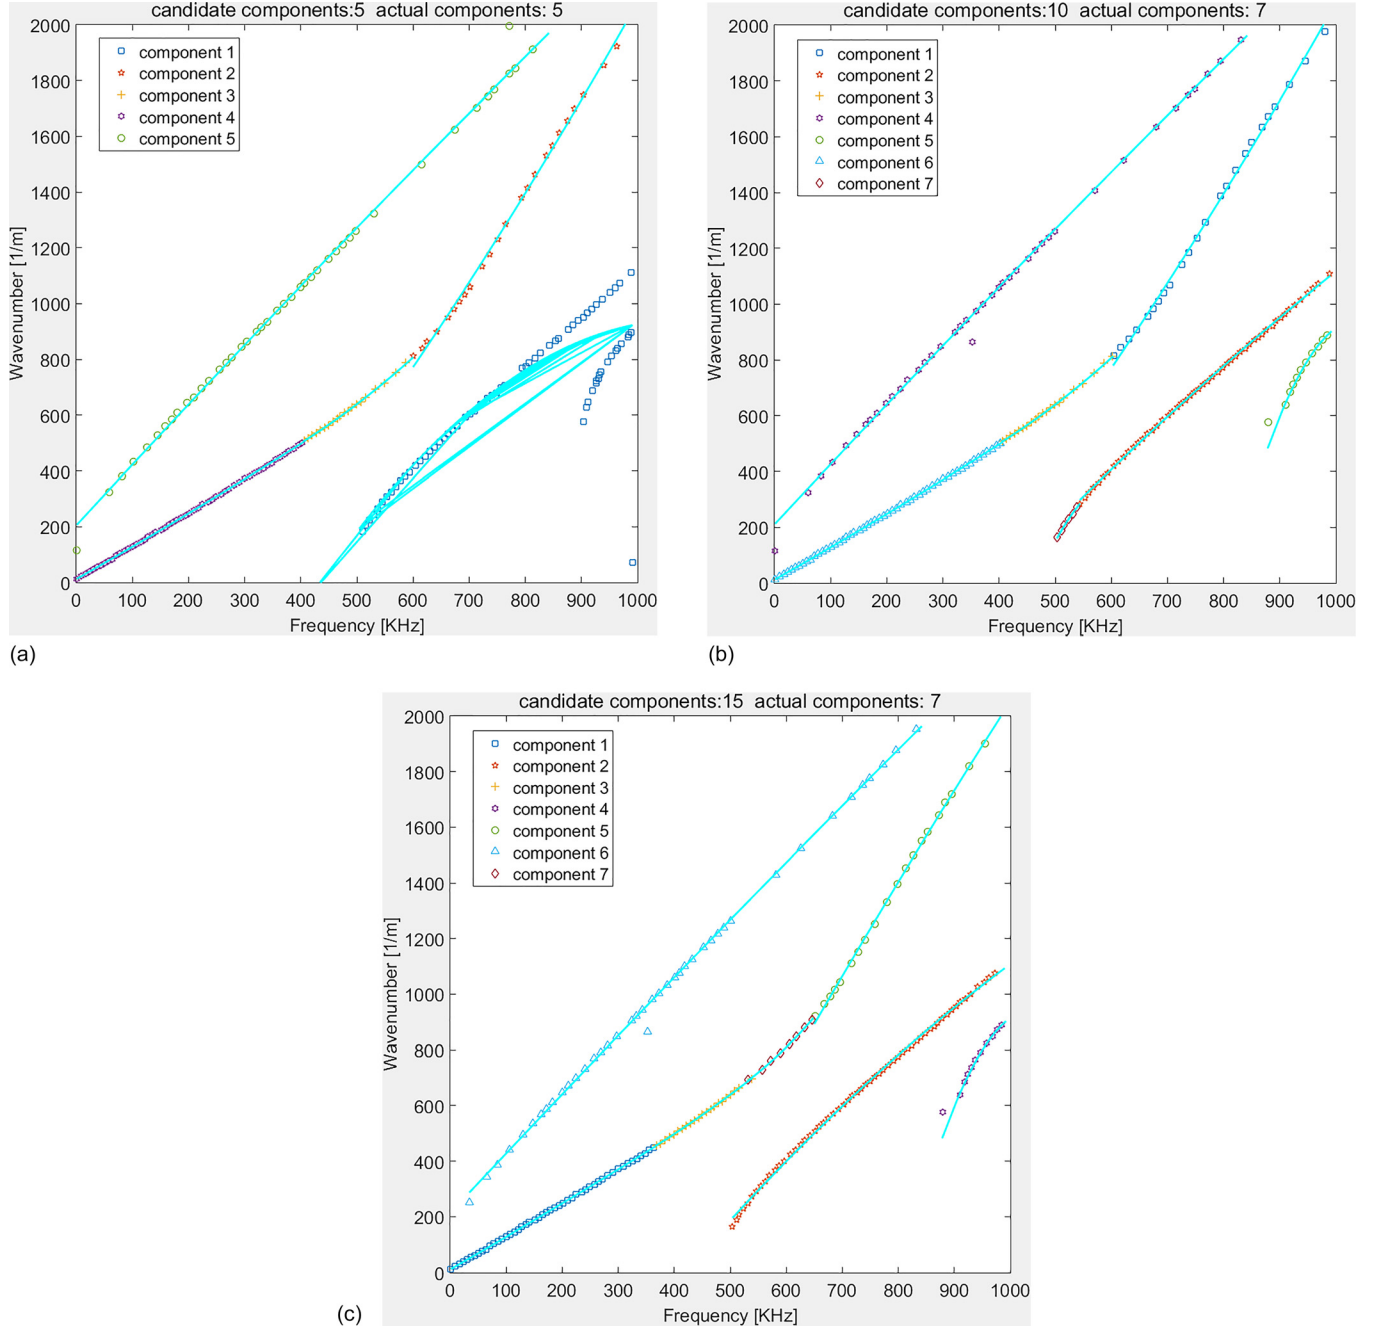 candidate components:5 actual components: 5
2000
1800
1600
1400
1200
1000
800
600
400
200
0
Wavenumber [1/m]
component 1
component 2
component 3
component 4
component 5
0 100 200 300 400 500 600 700 800 900 1000
Frequency [KHz]
(a)
candidate components:10 actual components: 7
2000
1800
1600
1400
1200
1000
800
600
400
200
0
Wavenumber [1/m]
component 1
component 2
component 3
component 4
component 5
component 6
component 7
0 100 200 300 400 500 600 700 800 900 1000
Frequency [KHz]
(b)
candidate components:15 actual components: 7
2000
1800
1600
1400
1200
1000
800
600
400
200
0
Wavenumber [1/m]
component 1
component 2
component 3
component 4
component 5
component 6
component 7
0 100 200 300 400 500 600 700 800 900 1000
Frequency [KHz]
(c)